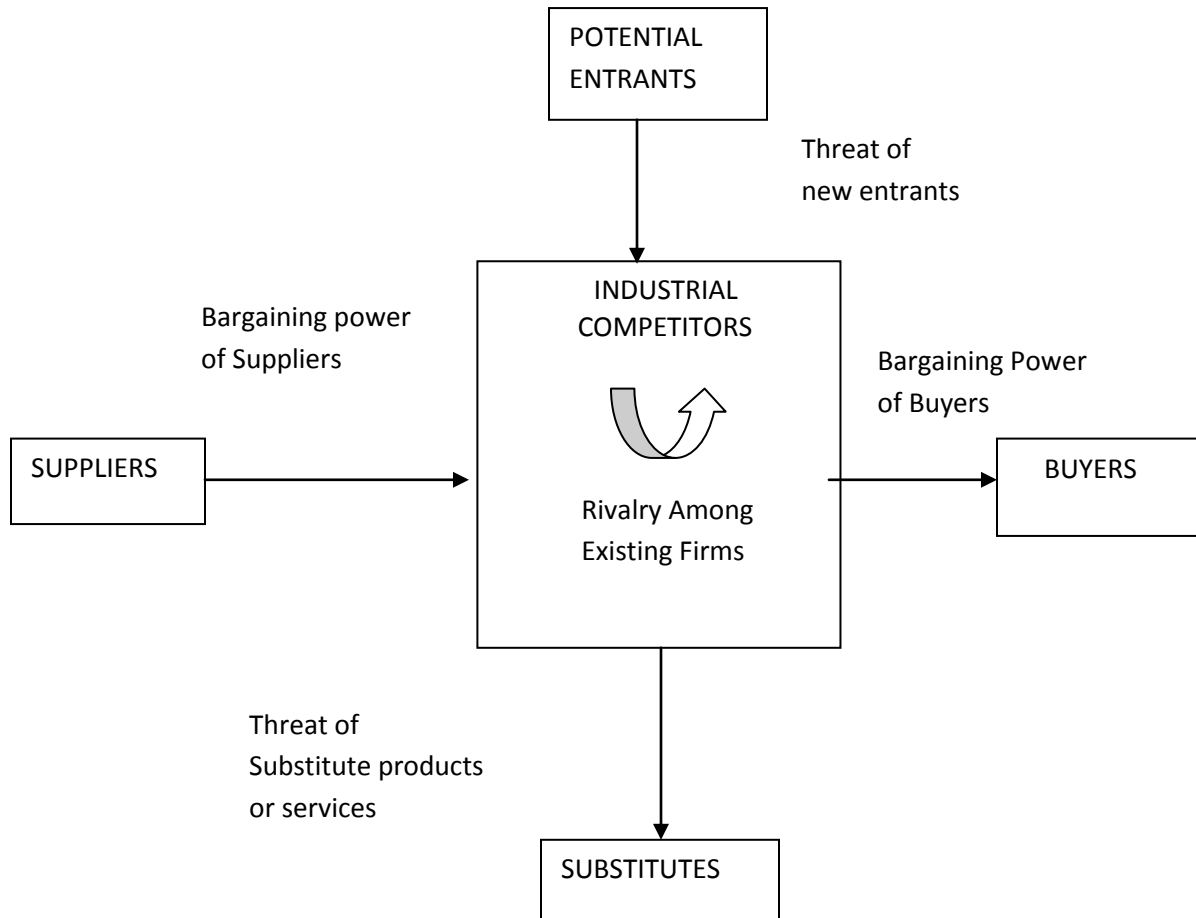 POTENTIAL
ENTRANTS
Threat of
new entrants
INDUSTRIAL
COMPETITORS
Bargaining power
of Suppliers
Bargaining Power
of Buyers
SUPPLIERS
BUYERS
Rivalry Among
Existing Firms
Threat of
Substitute products
or services
SUBSTITUTES